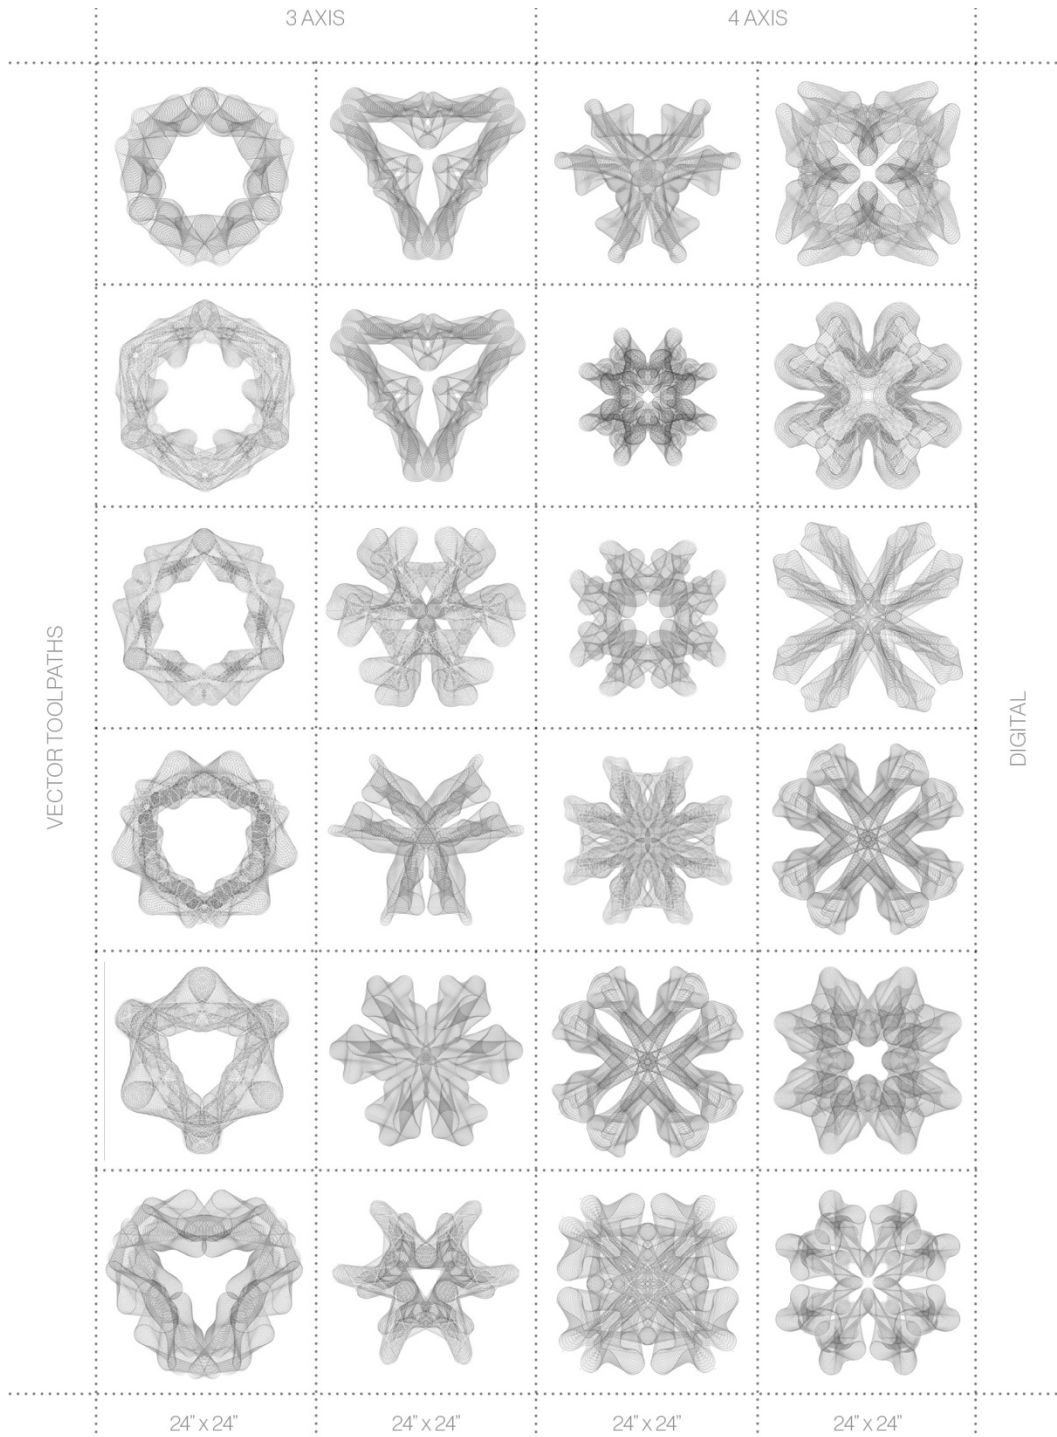 3 AXIS
4 AXIS
VECTOR TOOLPATHS
DIGITAL
24" x 24"
24" x 24"
24" x 24"
24" x 24"